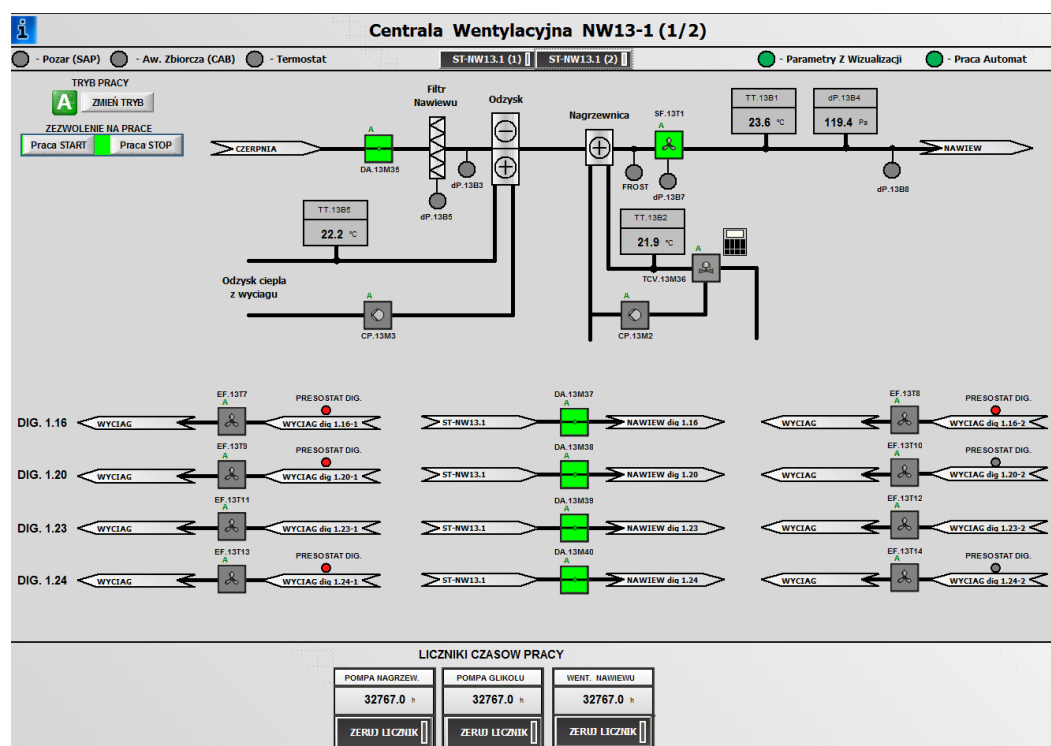 i
Centrala Wentylacyjna NW13-1 (1/2)
- Pozar (SAP) - Aw. Zbiorcza (CAB) - Termostat ST-NW13.1 (1) ST-NW13.1 (2) - Parametry Z Wizualizacji - Praca Automat
TRYB PRACY
A ZMIEŃ TRYB
ZEZWOLENIE NA PRACE
Praca START Praca STOP
CZERPNIA
A
DA.13M35
Filtr
Nawiewu
dP.13B5
dP.13B3
Odzysk
Nagrzewnica
FROST
SF.13T1
A
dP.13B7
TT.13B1
23.6 °C
dP.13B4
119.4 Pa
NAWIEW
dP.13B8
TT.13B6
22.2 °C
TT.13B2
21.9 °C
A
TCV.13M36
Odzysk ciepla
z wyciagu
A
CP.13M3
A
CP.13M2
EF.13T7 PRESOSTAT DIG. DA.13M37 EF.13T8 PRESOSTAT DIG.
A A A
DIG. 1.16 WYCIAG WYCIAG dig 1.16-1 ST-NW13.1 NAWIEW dig 1.16 WYCIAG WYCIAG dig 1.16-2
EF.13T9 PRESOSTAT DIG. DA.13M38 EF.13T10 PRESOSTAT DIG.
A A A
DIG. 1.20 WYCIAG WYCIAG dig 1.20-1 ST-NW13.1 NAWIEW dig 1.20 WYCIAG WYCIAG dig 1.20-2
EF.13T11 DA.13M39 EF.13T12
A A A
DIG. 1.23 WYCIAG WYCIAG dig 1.23-1 ST-NW13.1 NAWIEW dig 1.23 WYCIAG WYCIAG dig 1.23-2
EF.13T13 PRESOSTAT DIG. DA.13M40 EF.13T14 PRESOSTAT DIG.
A A A
DIG. 1.24 WYCIAG WYCIAG dig 1.24-1 ST-NW13.1 NAWIEW dig 1.24 WYCIAG WYCIAG dig 1.24-2
LICZNIKI CZASOW PRACY
POMPA NAGRZEW. POMPA GLIKOLU WENT. NAWIEWU
32767.0 h 32767.0 h 32767.0 h
ZERUJ LICZNIK ZERUJ LICZNIK ZERUJ LICZNIK